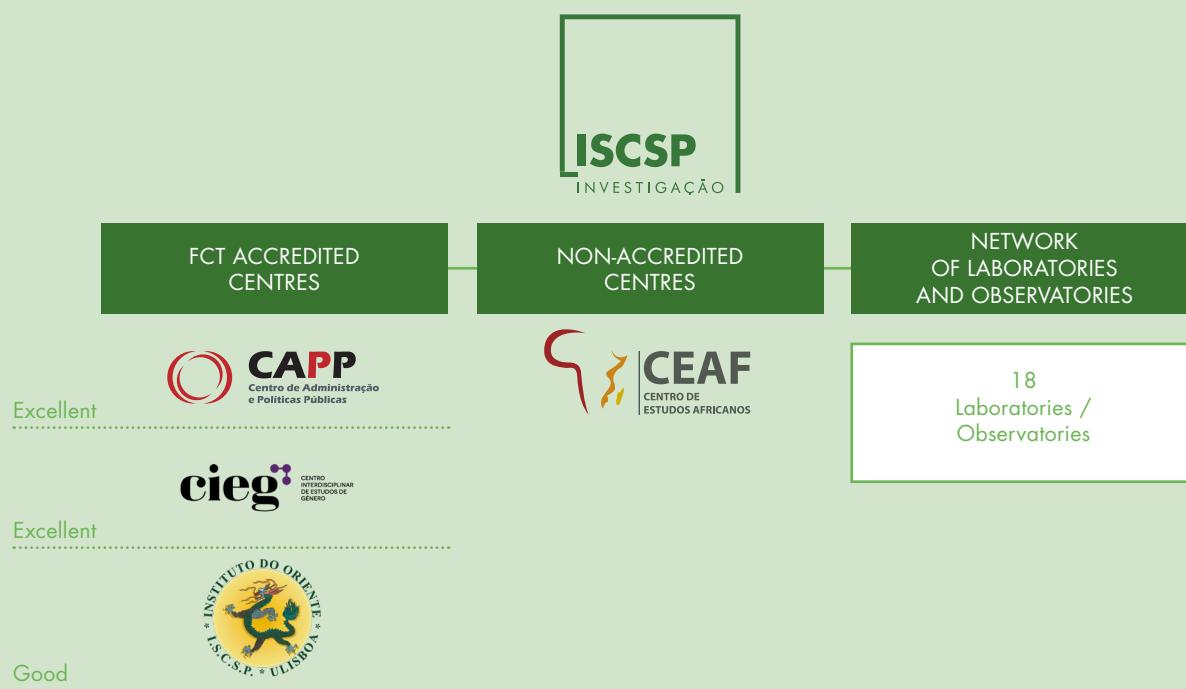 ISCSP
INVESTIGAÇÃO
FCT ACCREDITED
CENTRES
NON-ACCREDITED
CENTRES
NETWORK
OF LABORATORIES
AND OBSERVATORIES
CAPP
Centro de Administração
e Políticas Públicas
Excellent
cieg
CENTRO
INTERDISCIPLINAR
DE ESTUDOS DE
GÉNERO
Excellent
INSTITUTO DO ORIENTE
* I.S.C.S.P. * ULISBOA *
Good
CEAF
CENTRO DE
ESTUDOS AFRICANOS
18
Laboratories /
Observatories